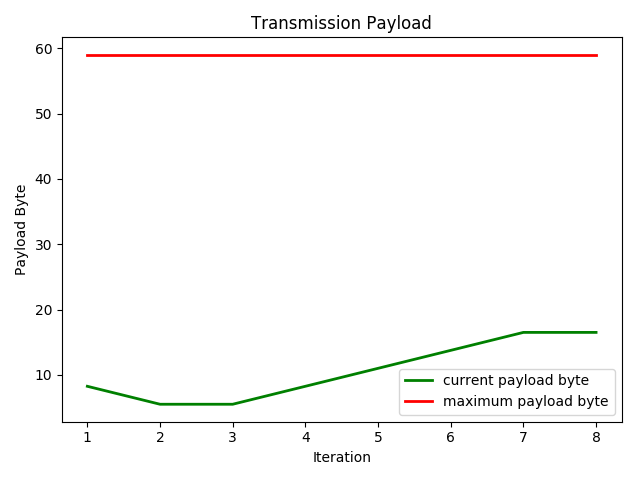 Transmission Payload
60
50
40
30
20
10
Payload Byte
1 2 3 4 5 6 7 8
Iteration
current payload byte
maximum payload byte